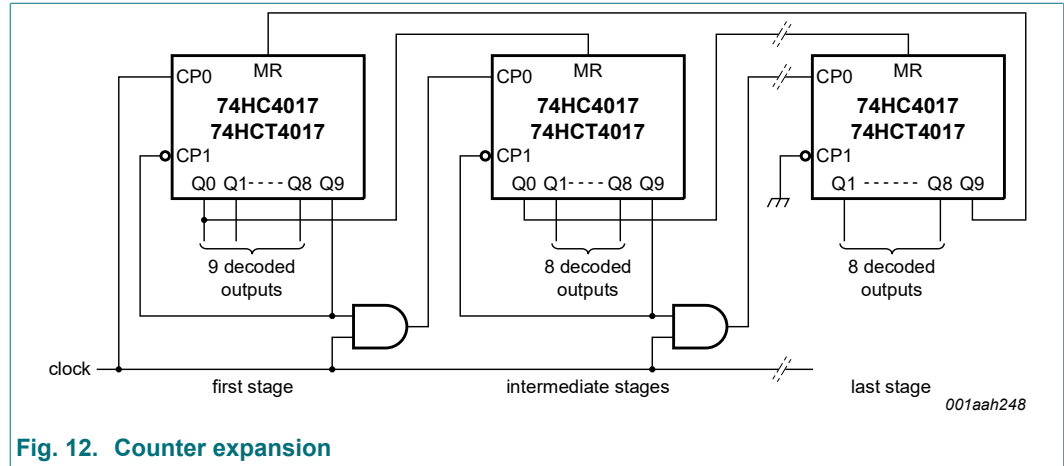 CP0 MR
74HC4017
74HCT4017
CP1
Q0 Q1 - - - - Q8 Q9
9 decoded
outputs
CP0 MR
74HC4017
74HCT4017
CP1
Q0 Q1 - - - - Q8 Q9
8 decoded
outputs
CP0 MR
74HC4017
74HCT4017
CP1
Q1 - - - - - - Q8 Q9
8 decoded
outputs
clock
first stage
intermediate stages
last stage
001aah248
Fig. 12. Counter expansion